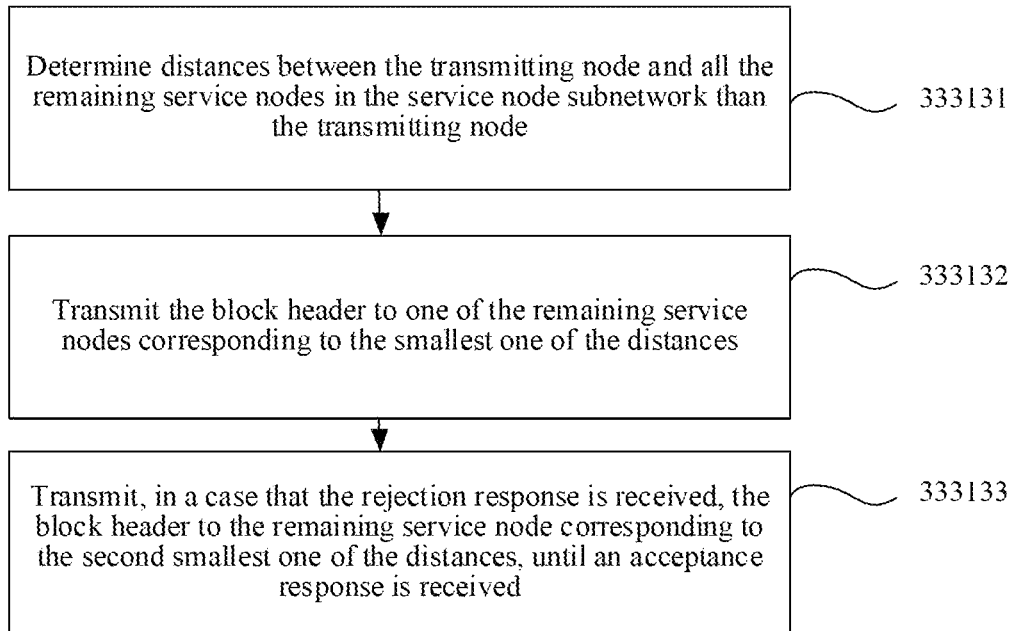 Determine distances between the transmitting node and all the
remaining service nodes in the service node subnetwork than
the transmitting node
333131
Transmit the block header to one of the remaining service
nodes corresponding to the smallest one of the distances
333132
Transmit, in a case that the rejection response is received, the
block header to the remaining service node corresponding to
the second smallest one of the distances, until an acceptance
response is received
333133